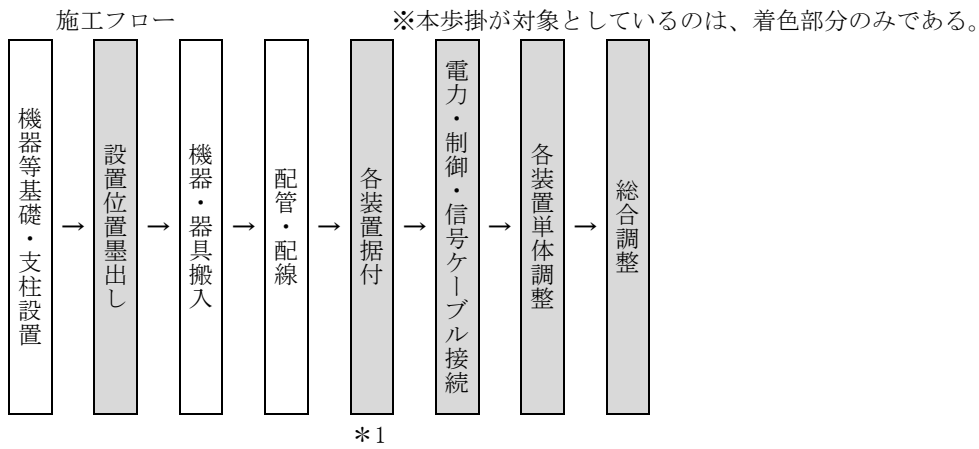 施工フロー
※本歩掛が対象としているのは、着色部分のみである。
機器等基礎・支柱設置
→
設置位置墨出し
→
機器・器具搬入
→
配管・配線
→
各装置据付
→
電力・制御・信号ケーブル接続
→
各装置単体調整
→
総合調整
＊1